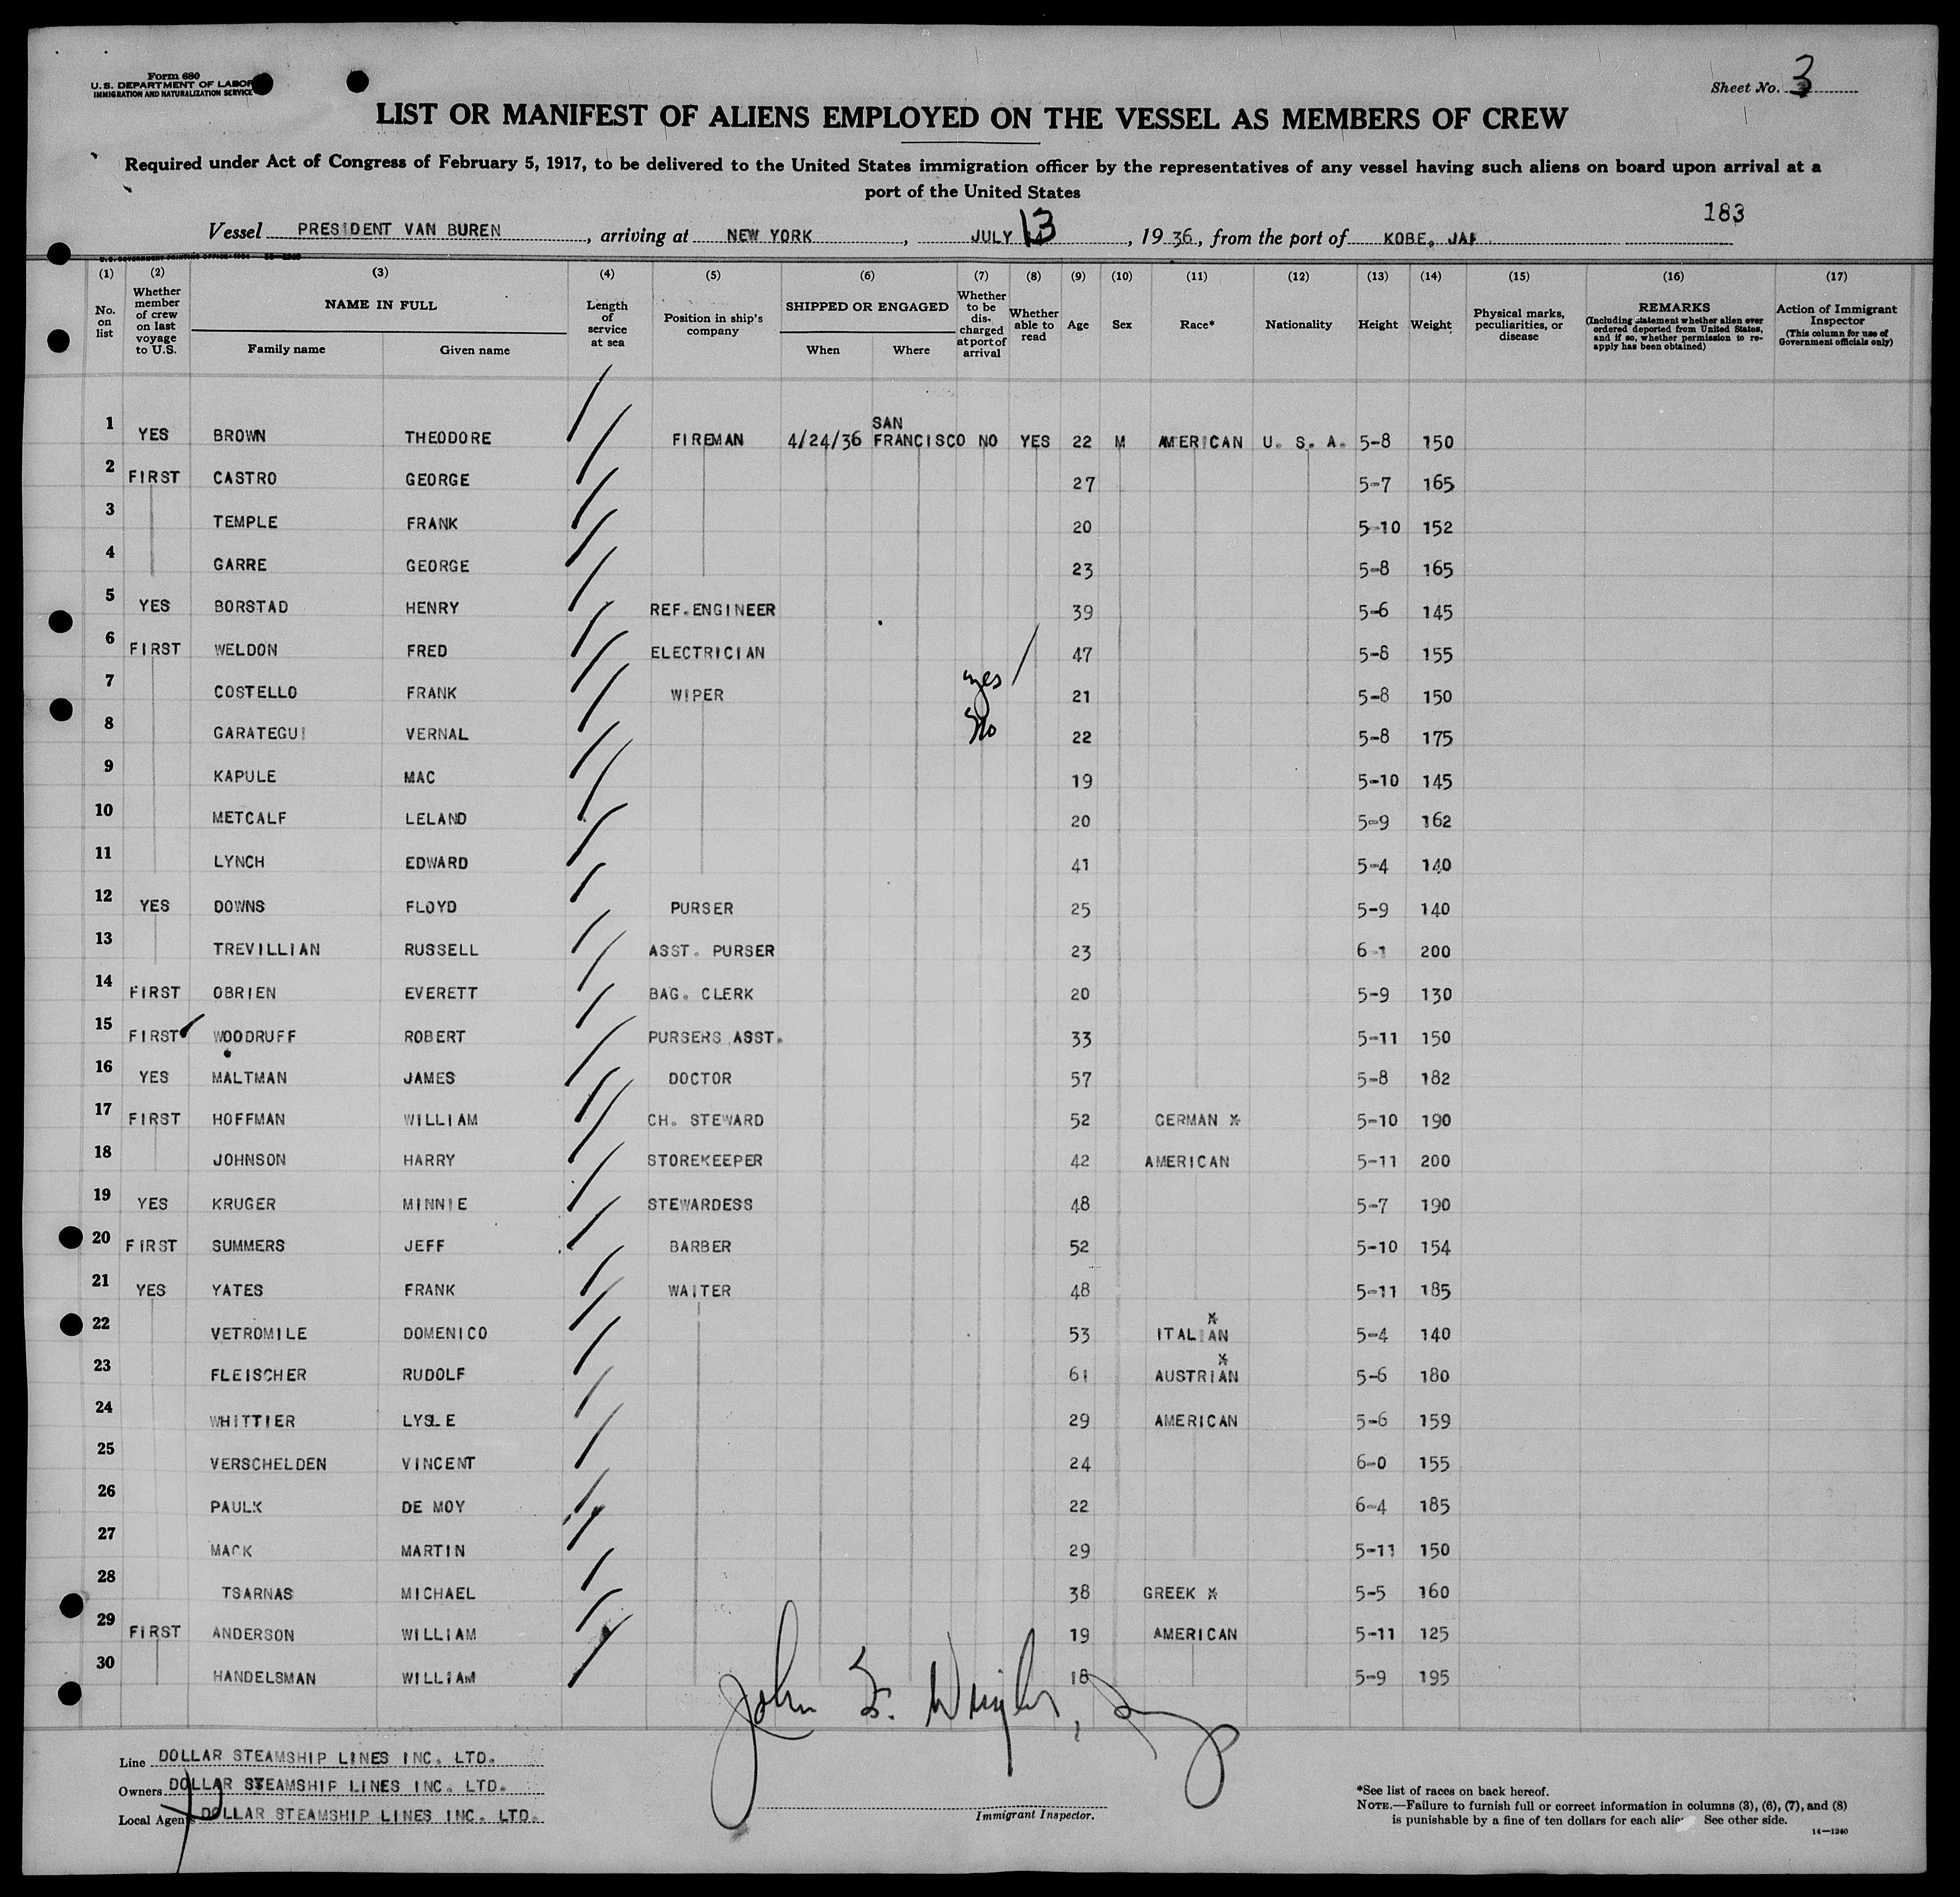 Form 680
U.S. DEPARTMENT OF LABOR
IMMIGRATION AND NATURALIZATION SERVICE
Sheet No. 3
LIST OR MANIFEST OF ALIENS EMPLOYED ON THE VESSEL AS MEMBERS OF CREW
Required under Act of Congress of February 5, 1917, to be delivered to the United States immigration officer by the representatives of any vessel having such aliens on board upon arrival at a
port of the United States
183
Vessel PRESIDENT VAN BUREN, arriving at NEW YORK, JULY 13, 1936, from the port of KOBE, JAP.
(1) (2) (3) (4) (5) (6) (7) (8) (9) (10) (11) (12) (13) (14) (15) (16) (17)
No. on list
Whether member of crew on last voyage to U.S.
NAME IN FULL
Family name Given name
Length of service at sea
Position in ship's company
SHIPPED OR ENGAGED
When Where
Whether to be discharged at port of arrival
Whether able to read
Age
Sex
Race*
Nationality
Height
Weight
Physical marks, peculiarities, or disease
REMARKS
(Including statement whether alien ever ordered deported from United States, and if so, whether permission to reapply has been obtained)
Action of Immigrant Inspector
(This column for use of Government officials only)
1 YES BROWN THEODORE FIREMAN 4/24/36 SAN FRANCISCO NO YES 22 M AMERICAN U. S. A. 5-8 150
2 FIRST CASTRO GEORGE 27 5-7 165
3 TEMPLE FRANK 20 5-10 152
4 GARRE GEORGE 23 5-8 165
5 YES BORSTAD HENRY REF.ENGINEER 39 5-6 145
6 FIRST WELDON FRED ELECTRICIAN 47 5-8 155
7 COSTELLO FRANK WIPER yes 21 5-8 150
8 GARATEGUI VERNAL No 22 5-8 175
9 KAPULE MAC 19 5-10 145
10 METCALF LELAND 20 5-9 162
11 LYNCH EDWARD 41 5-4 140
12 YES DOWNS FLOYD PURSER 25 5-9 140
13 TREVILLIAN RUSSELL ASST. PURSER 23 6-1 200
14 FIRST OBRIEN EVERETT BAG. CLERK 20 5-9 130
15 FIRST WOODRUFF ROBERT PURSERS ASST. 33 5-11 150
16 YES MALTMAN JAMES DOCTOR 57 5-8 182
17 FIRST HOFFMAN WILLIAM CH. STEWARD 52 GERMAN x 5-10 190
18 JOHNSON HARRY STOREKEEPER 42 AMERICAN 5-11 200
19 YES KRUGER MINNIE STEWARDESS 48 5-7 190
20 FIRST SUMMERS JEFF BARBER 52 5-10 154
21 YES YATES FRANK WAITER 48 5-11 185
22 VETROMILE DOMENICO 53 ITALIAN x 5-4 140
23 FLEISCHER RUDOLF 61 AUSTRIAN x 5-6 180
24 WHITTIER LYSLE 29 AMERICAN 5-6 159
25 VERSCHELDEN VINCENT 24 6-0 155
26 PAULK DE MOY 22 6-4 185
27 MACK MARTIN 29 5-11 150
28 TSARNAS MICHAEL 38 GREEK x 5-5 160
29 FIRST ANDERSON WILLIAM 19 AMERICAN 5-11 125
30 HANDELSMAN WILLIAM 18 5-9 195
Line DOLLAR STEAMSHIP LINES INC. LTD.
Owners DOLLAR STEAMSHIP LINES INC. LTD.
Local Agents DOLLAR STEAMSHIP LINES INC. LTD.
John
Immigrant Inspector.
*See list of races on back hereof.
NOTE.—Failure to furnish full or correct information in columns (3), (6), (7), and (8)
is punishable by a fine of ten dollars for each alien. See other side.
14—1240